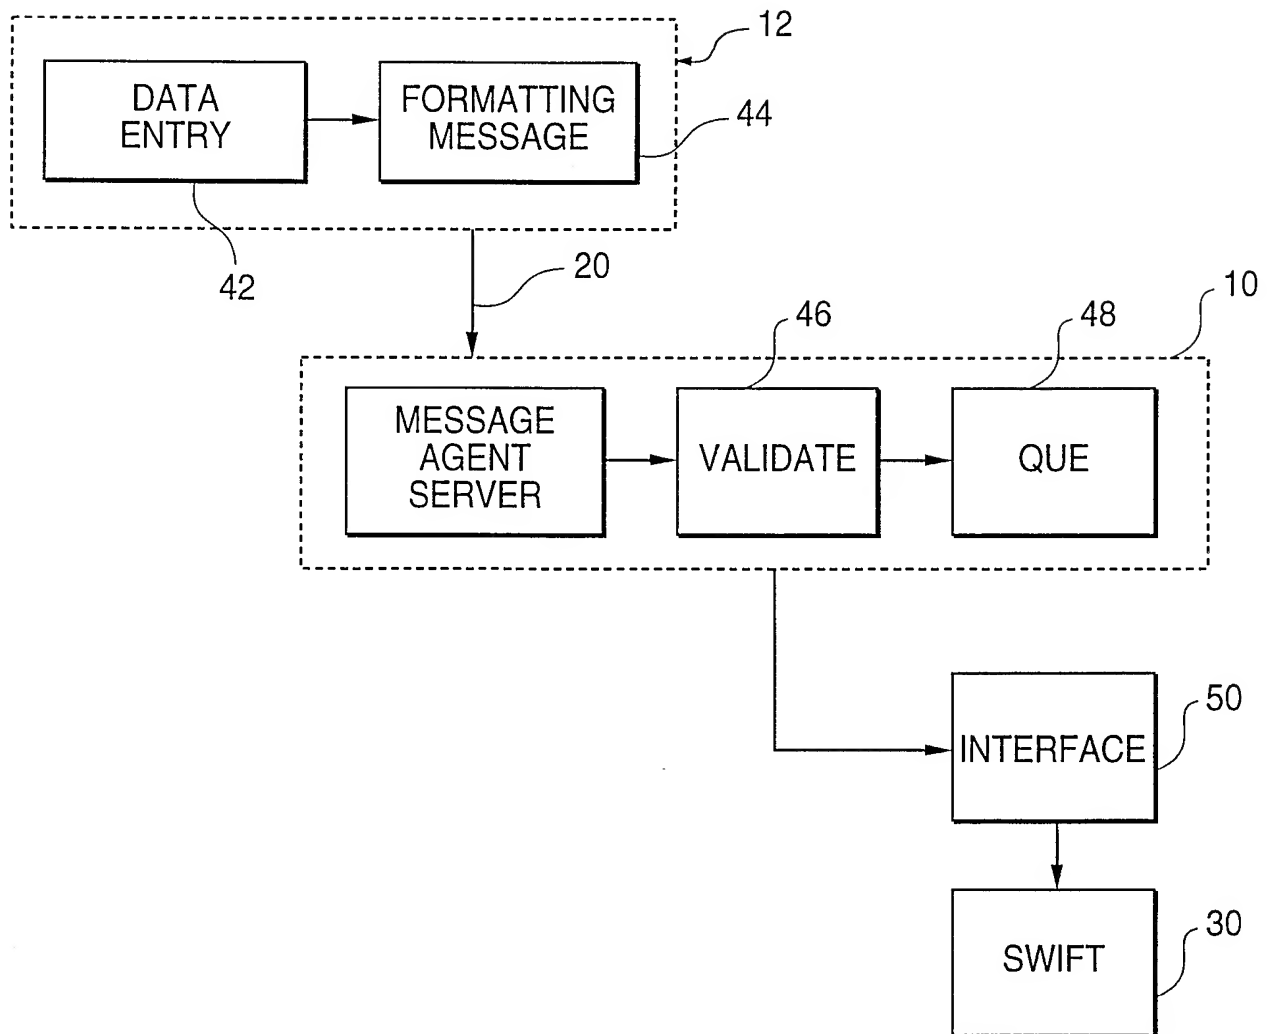 12
DATA
ENTRY
FORMATTING
MESSAGE
44
42
20
10
46
48
MESSAGE
AGENT
SERVER
VALIDATE
QUE
50
INTERFACE
30
SWIFT